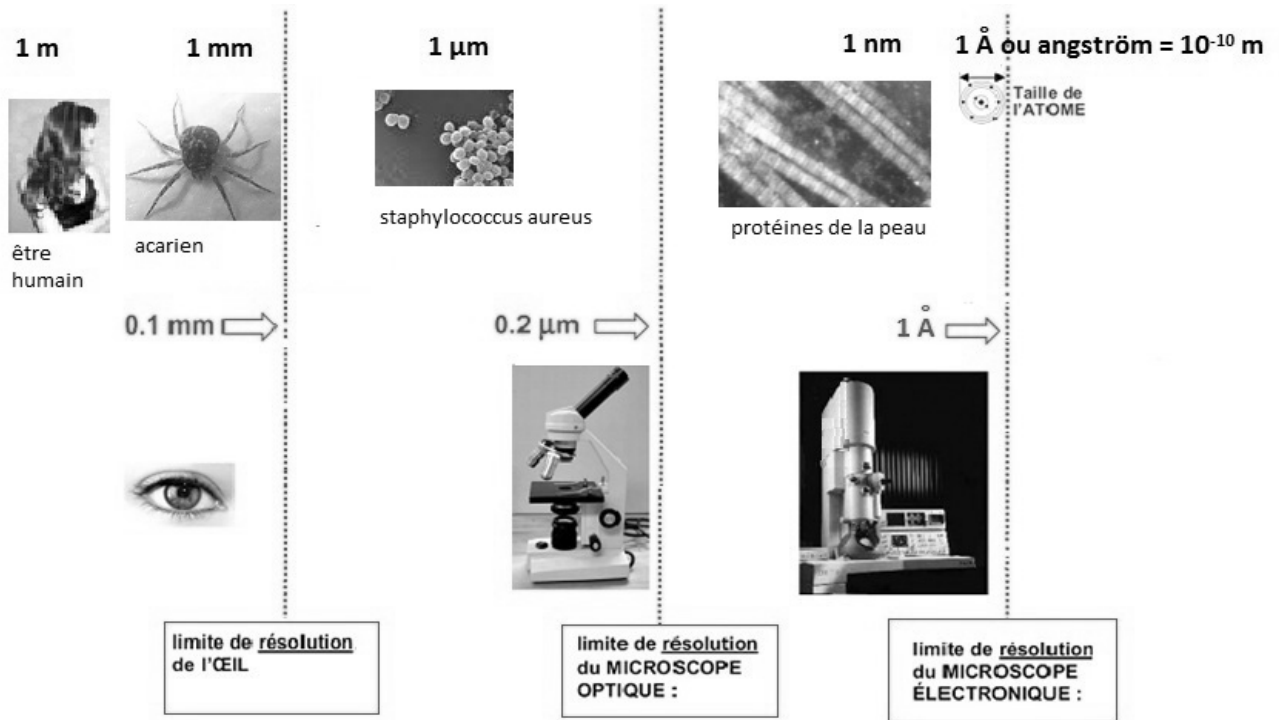 1 m
1 mm
1 µm
1 nm
1 Å ou angström = 10⁻¹⁰ m
Taille de
l'ATOME
être
humain
acarien
staphylococcus aureus
protéines de la peau
0.1 mm
0.2 µm
1 Å
limite de résolution
de l'ŒIL
limite de résolution
du MICROSCOPE
OPTIQUE :
limite de résolution
du MICROSCOPE
ÉLECTRONIQUE :